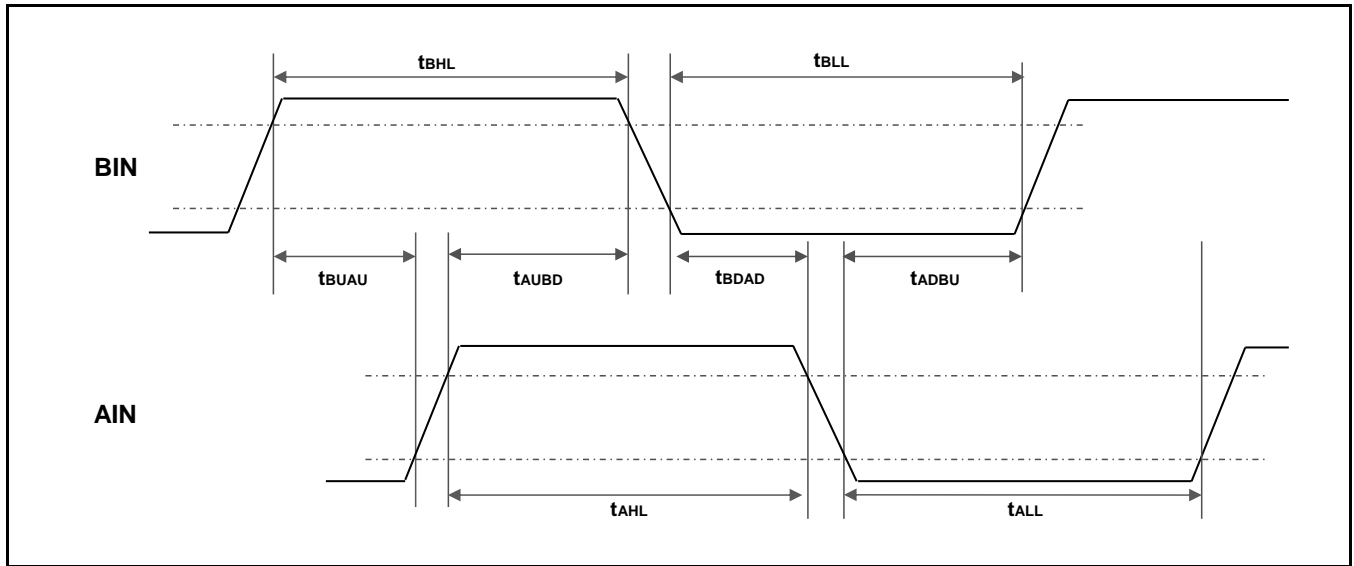 tBHL
tBLL
BIN
tBUAU
tAUBD
tBDAD
tADBU
AIN
tAHL
tALL